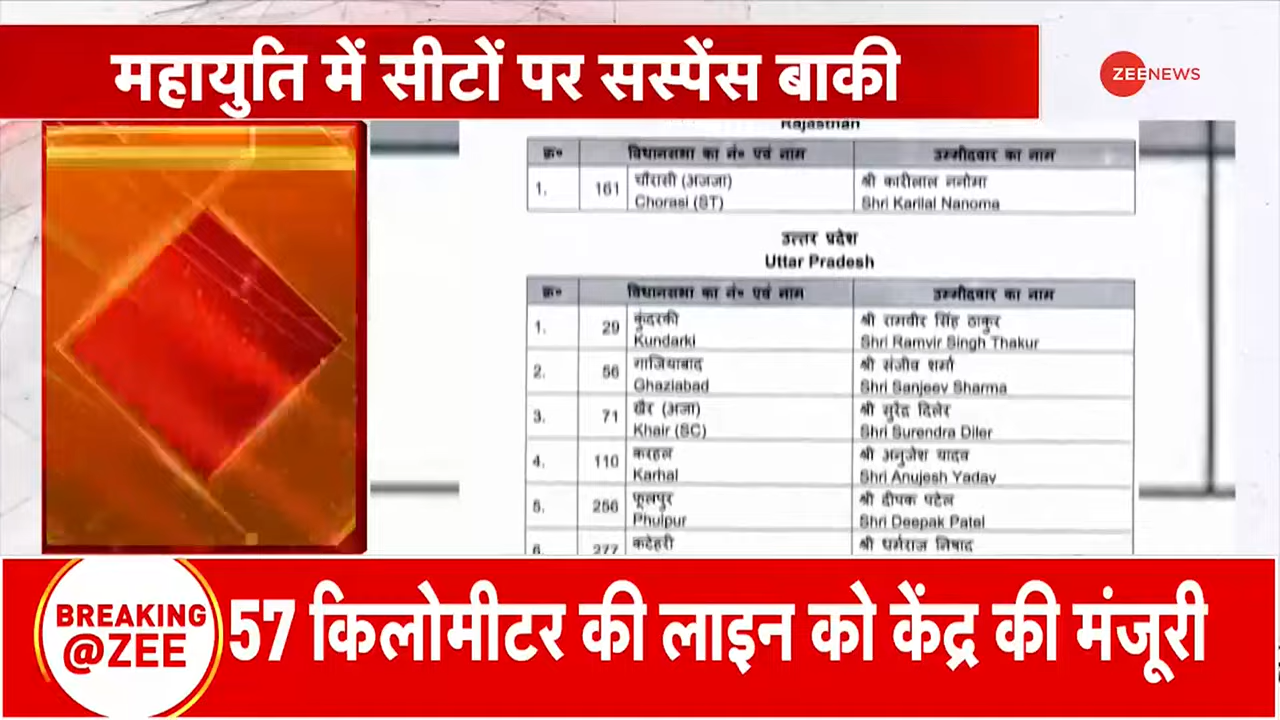 महायुति में सीटों पर सस्पेंस बाकी
ZEENEWS
Rajasthan
क्र० विधानसभा का नं० एवं नाम उम्मीदवार का नाम
1. 161 चौरासी (अजजा) श्री कारीलाल ननोमा
Chorasi (ST) Shri Karilal Nanoma
उत्तर प्रदेश
Uttar Pradesh
क्र० विधानसभा का नं० एवं नाम उम्मीदवार का नाम
1. 29 कुंदरकी श्री रामवीर सिंह ठाकुर
Kundarki Shri Ramvir Singh Thakur
2. 56 गाजियाबाद श्री संजीव शर्मा
Ghaziabad Shri Sanjeev Sharma
3. 71 खैर (अजा) श्री सुरेंद्र दिलेर
Khair (SC) Shri Surendra Diler
4. 110 करहल श्री अनुजेश यादव
Karhal Shri Anujesh Yadav
5. 256 फूलपुर श्री दीपक पटेल
Phulpur Shri Deepak Patel
6. 277 कटेहरी श्री धर्मराज निषाद
BREAKING
@ZEE
57 किलोमीटर की लाइन को केंद्र की मंजूरी